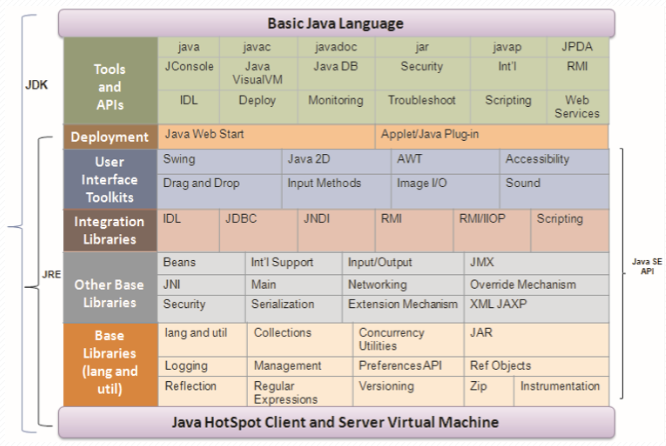 Basic Java Language
JDK
Tools
and
APIs
java javac javadoc jar javap JPDA
JConsole Java VisualVM Java DB Security Int'l RMI
IDL Deploy Monitoring Troubleshoot Scripting Web Services
Deployment
Java Web Start Applet/Java Plug-in
User
Interface
Toolkits
Swing Java 2D AWT Accessibility
Drag and Drop Input Methods Image I/O Sound
Integration
Libraries
IDL JDBC JNDI RMI RMI/IIOP Scripting
JRE
Java SE
API
Other Base
Libraries
Beans Int'l Support Input/Output JMX
JNI Main Networking Override Mechanism
Security Serialization Extension Mechanism XML JAXP
Base
Libraries
(lang and
util)
lang and util Collections Concurrency Utilities JAR
Logging Management Preferences API Ref Objects
Reflection Regular Expressions Versioning Zip Instrumentation
Java HotSpot Client and Server Virtual Machine